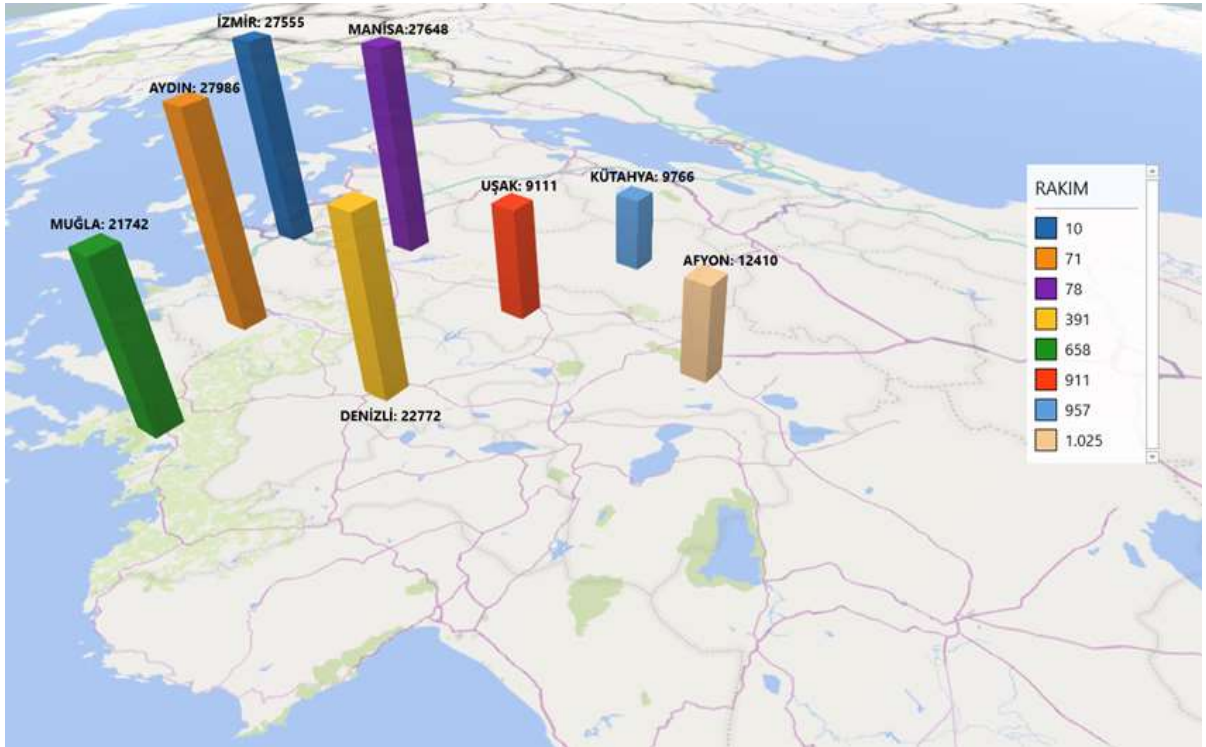 İZMİR: 27555
MANİSA:27648
AYDIN: 27986
UŞAK: 9111
KÜTAHYA: 9766
MUĞLA: 21742
AFYON: 12410
DENİZLİ: 22772
RAKIM
10
71
78
391
658
911
957
1.025